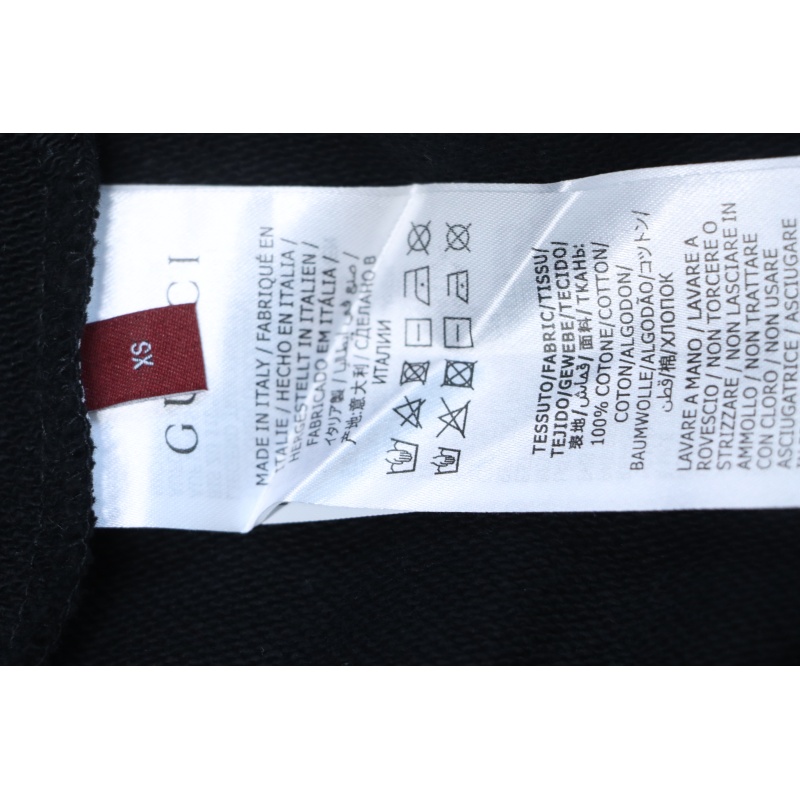 GUCCI
XS
MADE IN ITALY / FABRIQUÉ EN
ITALIE / HECHO EN ITALIA /
HERGESTELLT IN ITALIEN /
FABRICADO EM ITÁLIA /
イタリア製 /
产地:意大利 / СДЕЛАНО В
ИТАЛИИ
TESSUTO/FABRIC/TISSU/
TEJIDO/GEWEBE/TECIDO/
表地/قماش/面料/ТКАНЬ:
100% COTONE/COTTON/
COTON/ALGODON/
BAUMWOLLE/ALGODÃO/コットン/
قطن/棉/ХЛОПОК
LAVARE A MANO / LAVARE A
ROVESCIO / NON TORCERE O
STRIZZARE / NON LASCIARE IN
AMMOLLO / NON TRATTARE
CON CLORO / NON USARE
ASCIUGATRICE / ASCIUGARE